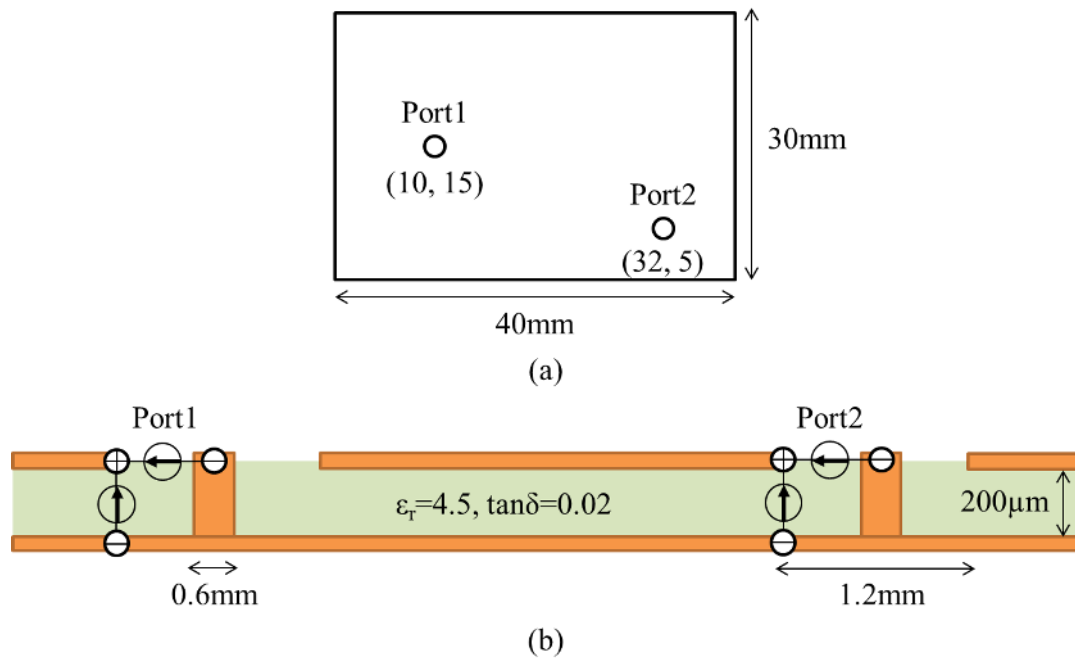 Port1
(10, 15)
Port2
(32, 5)
30mm
40mm
(a)
Port1
Port2
εᵣ=4.5, tanδ=0.02
200µm
0.6mm
1.2mm
(b)